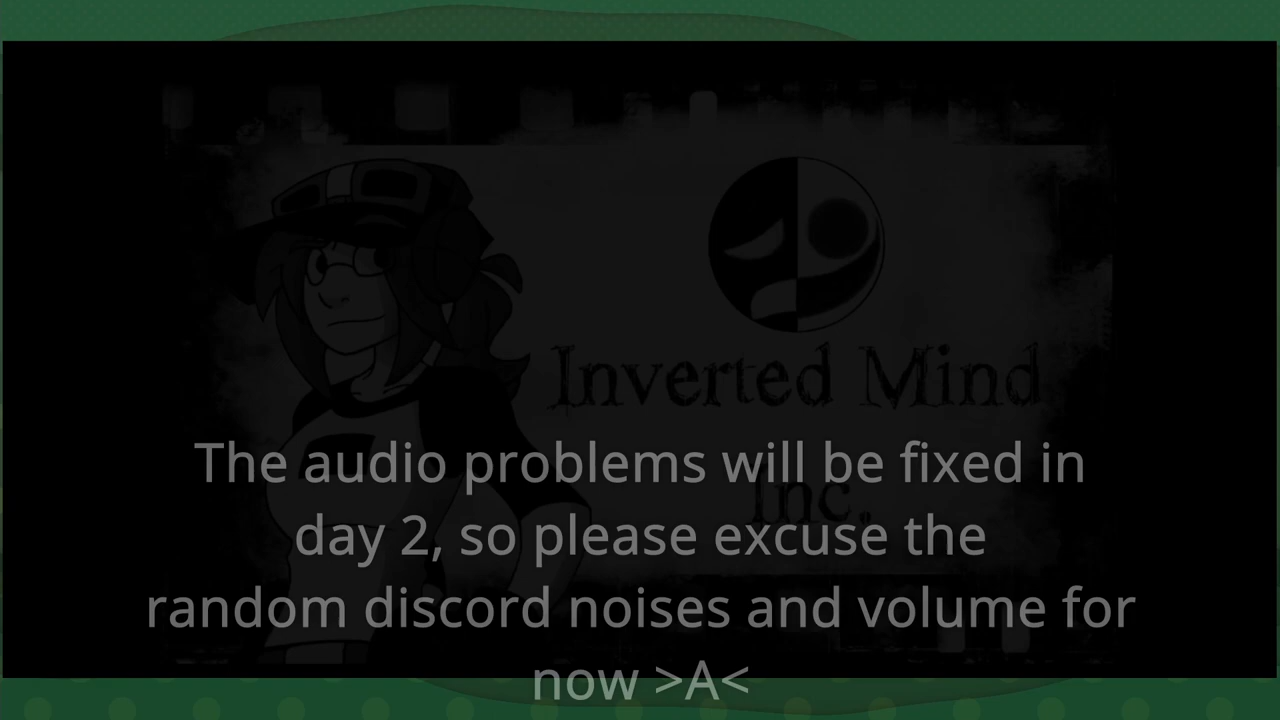 Inverted Mind
Inc.
The audio problems will be fixed in
day 2, so please excuse the
random discord noises and volume for
now >A<